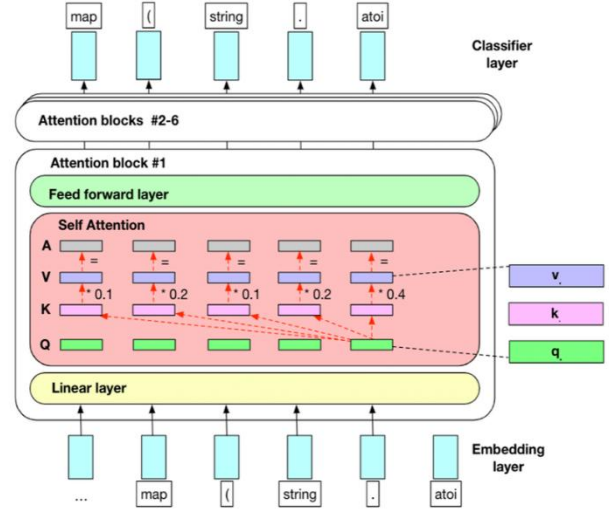 map ( string . atoi
Classifier
layer
Attention blocks #2-6
Attention block #1
Feed forward layer
Self Attention
A
= = = = =
V
* 0.1 * 0.2 * 0.1 * 0.2 * 0.4
K
Q
v.
k.
q.
Linear layer
Embedding
layer
... map ( string . atoi